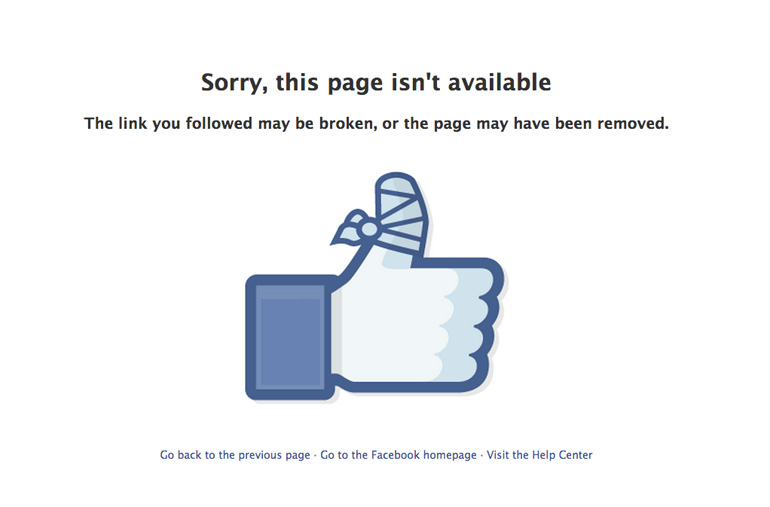 Sorry, this page isn't available
The link you followed may be broken, or the page may have been removed.
Go back to the previous page · Go to the Facebook homepage · Visit the Help Center